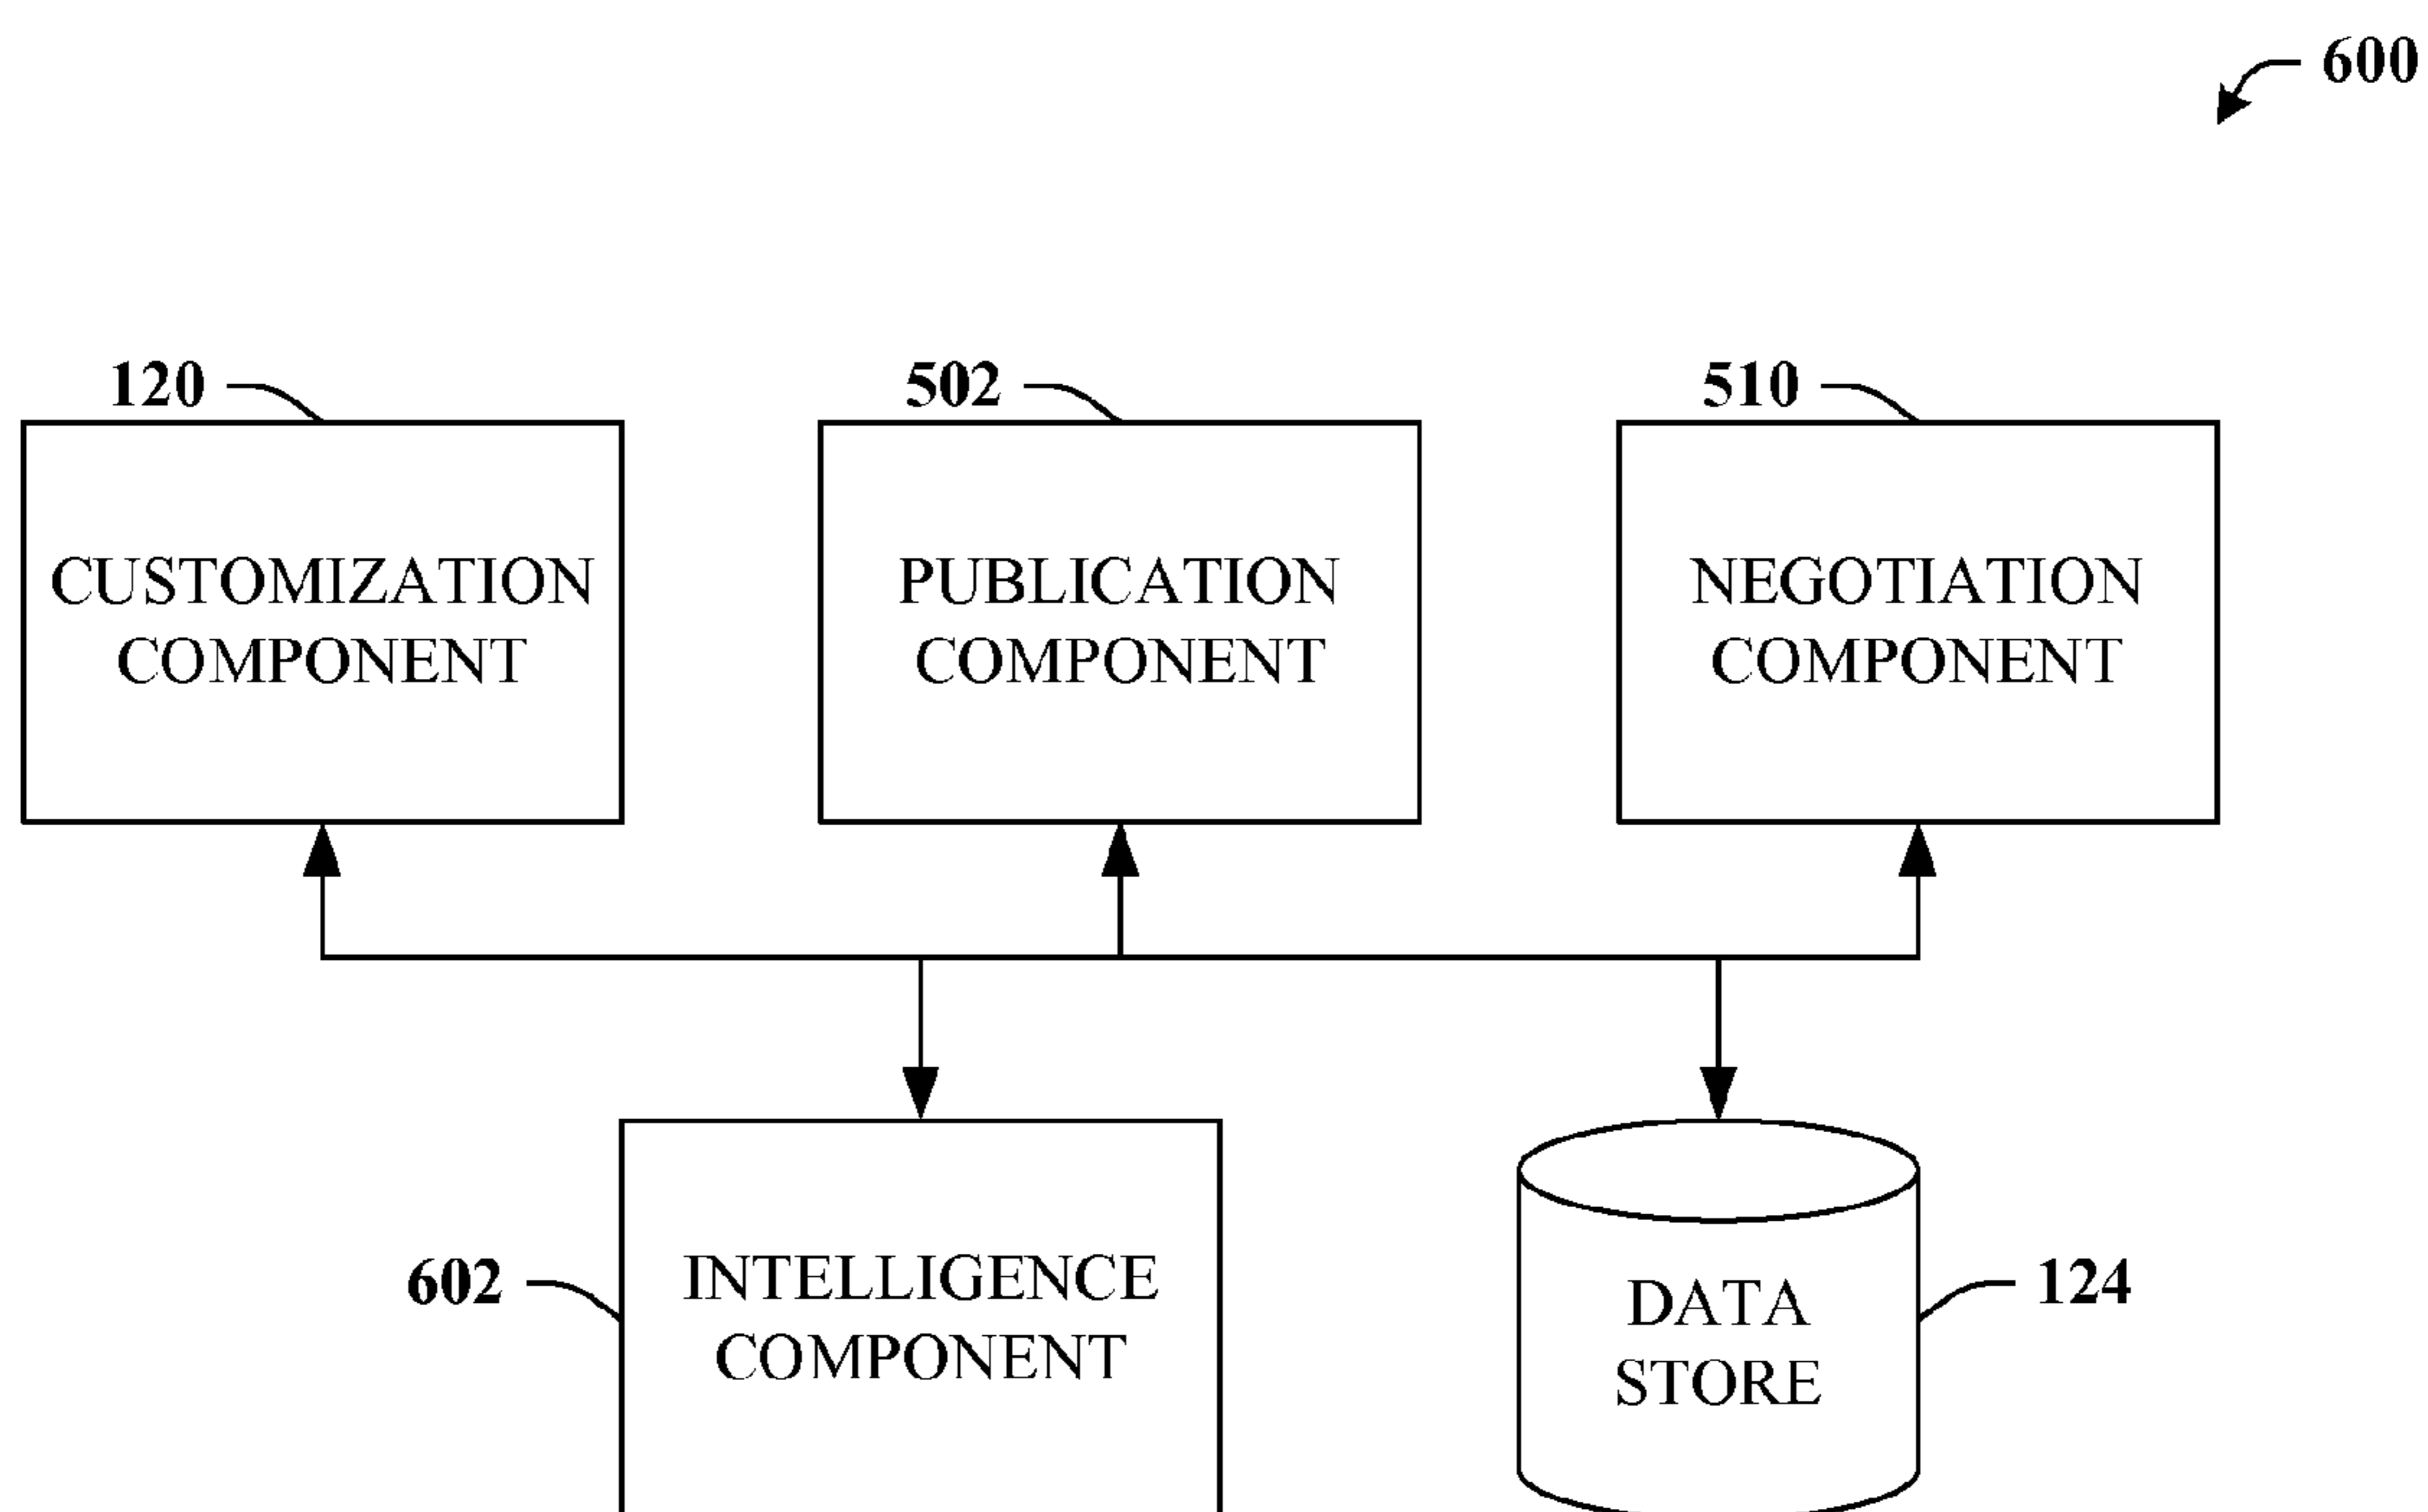 600
120
502
510
CUSTOMIZATION
COMPONENT
PUBLICATION
COMPONENT
NEGOTIATION
COMPONENT
602
INTELLIGENCE
COMPONENT
DATA
STORE
124